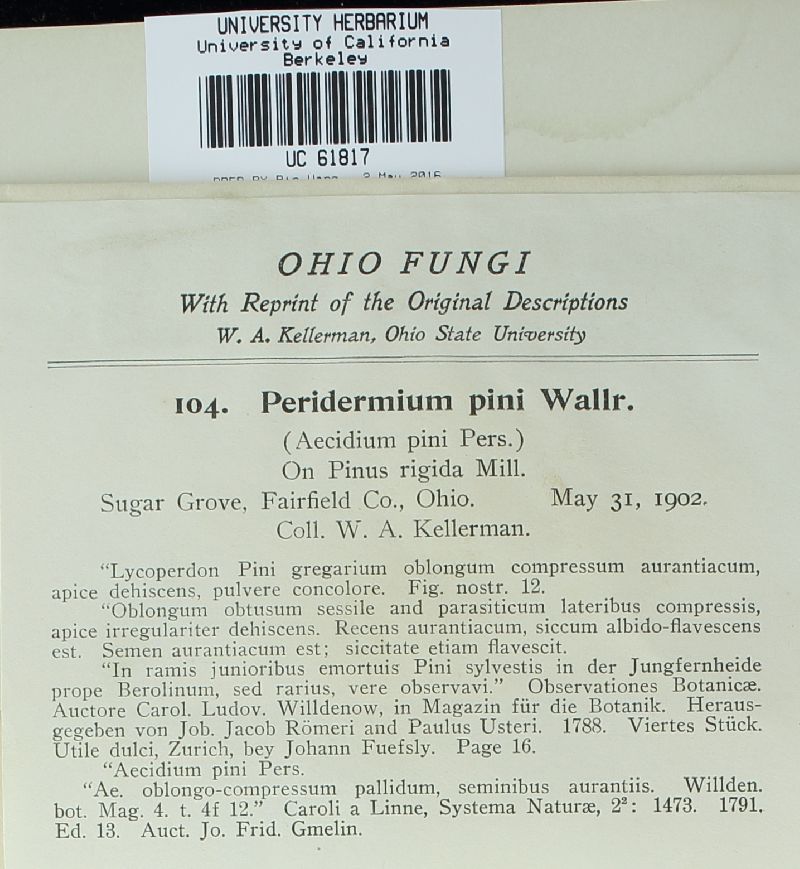 UNIVERSITY HERBARIUM
University of California
Berkeley
UC 61817
OHIO FUNGI
With Reprint of the Original Descriptions
W. A. Kellerman, Ohio State University
104. Peridermium pini Wallr.
(Aecidium pini Pers.)
On Pinus rigida Mill.
Sugar Grove, Fairfield Co., Ohio. May 31, 1902.
Coll. W. A. Kellerman.
“Lycoperdon Pini gregarium oblongum compressum aurantiacum,
apice dehiscens, pulvere concolore. Fig. nostr. 12.
“Oblongum obtusum sessile and parasiticum lateribus compressis,
apice irregulariter dehiscens. Recens aurantiacum, siccum albido-flavescens
est. Semen aurantiacum est; siccitate etiam flavescit.
“In ramis junioribus emortuis Pini sylvestis in der Jungfernheide
prope Berolinum, sed rarius, vere observavi.” Observationes Botanicæ.
Auctore Carol. Ludov. Willdenow, in Magazin für die Botanik. Heraus-
gegeben von Job. Jacob Römeri and Paulus Usteri. 1788. Viertes Stück.
Utile dulci, Zurich, bey Johann Fuefsly. Page 16.
“Aecidium pini Pers.
“Ae. oblongo-compressum pallidum, seminibus aurantiis. Willden.
bot. Mag. 4. t. 4f 12.” Caroli a Linne, Systema Naturæ, 2²: 1473. 1791.
Ed. 13. Auct. Jo. Frid. Gmelin.